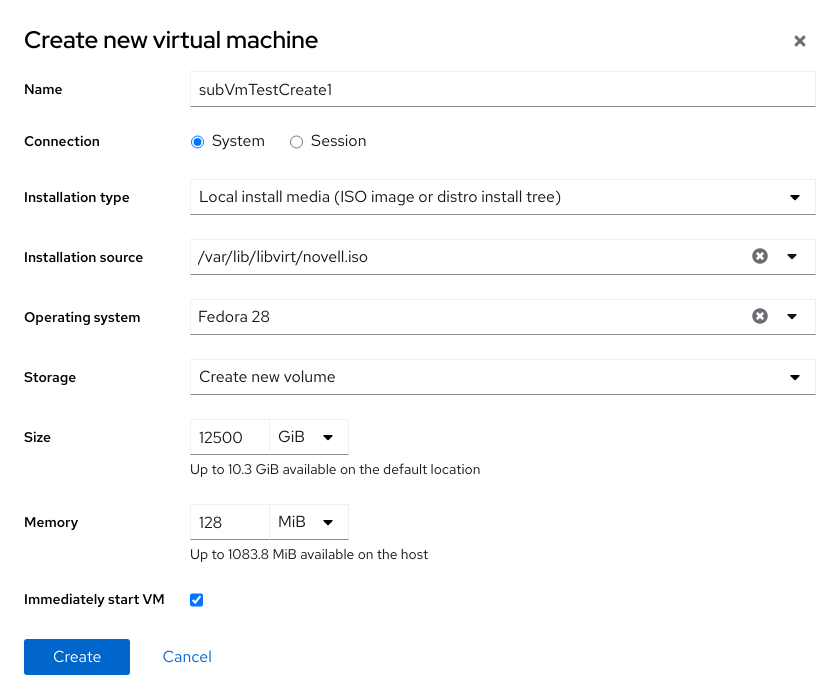 Create new virtual machine
Name
subVmTestCreate1
Connection
System
Session
Installation type
Local install media (ISO image or distro install tree)
Installation source
/var/lib/libvirt/novell.iso
Operating system
Fedora 28
Storage
Create new volume
Size
12500 GiB
Up to 10.3 GiB available on the default location
Memory
128 MiB
Up to 1083.8 MiB available on the host
Immediately start VM
Create
Cancel